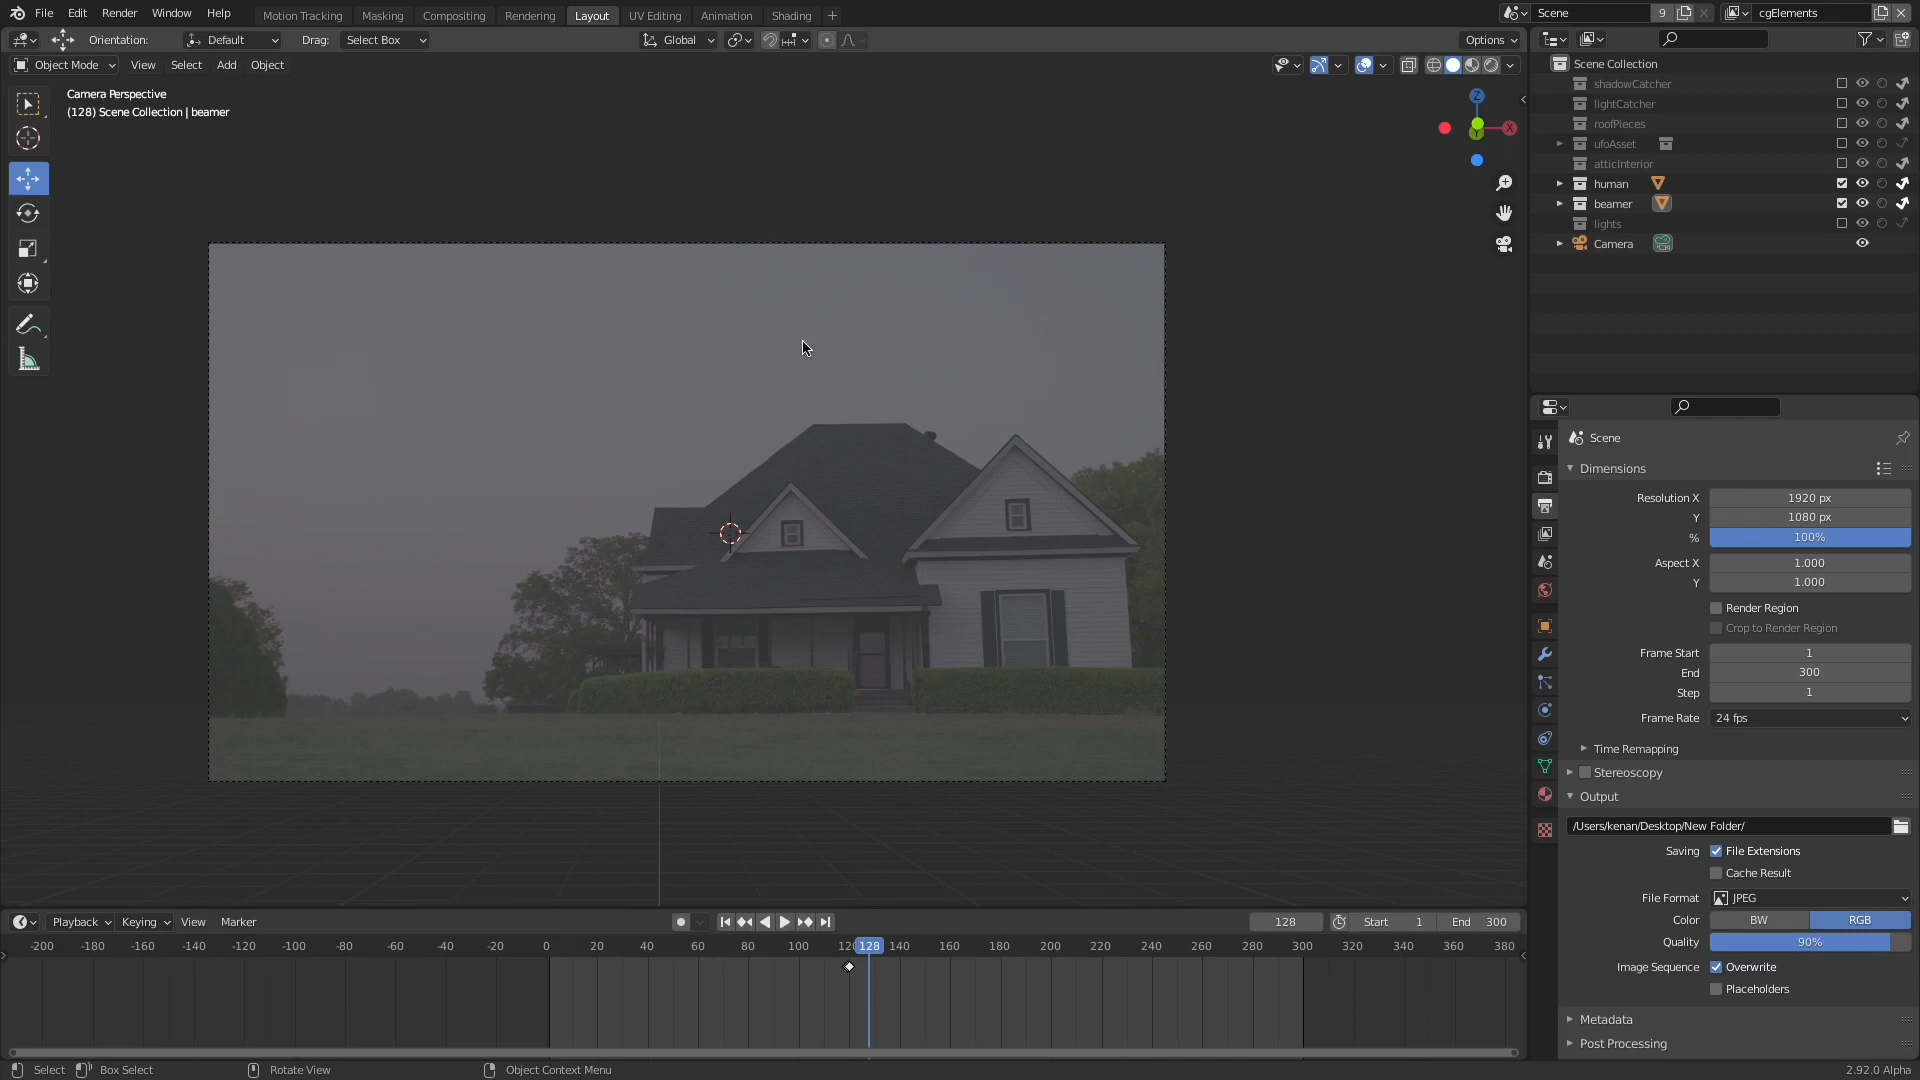 File Edit Render Window Help
Motion Tracking Masking Compositing Rendering Layout UV Editing Animation Shading +
Scene 9 cgElements
Orientation: Default Drag: Select Box Global Options
Object Mode View Select Add Object
Camera Perspective
(128) Scene Collection | beamer
Z
Y
X
Scene Collection
shadowCatcher
lightCatcher
roofPieces
ufoAsset
atticInterior
human
beamer
lights
Camera
Scene
Dimensions
Resolution X 1920 px
Y 1080 px
% 100%
Aspect X 1.000
Y 1.000
Render Region
Crop to Render Region
Frame Start 1
End 300
Step 1
Frame Rate 24 fps
Time Remapping
Stereoscopy
Output
/Users/kenan/Desktop/New Folder/
Saving File Extensions
Cache Result
File Format JPEG
Color BW RGB
Quality 90%
Image Sequence Overwrite
Placeholders
Metadata
Post Processing
Playback Keying View Marker 128 Start 1 End 300
-200 -180 -160 -140 -120 -100 -80 -60 -40 -20 0 20 40 60 80 100 120 128 140 160 180 200 220 240 260 280 300 320 340 360 380
Select Box Select Rotate View Object Context Menu 2.92.0 Alpha